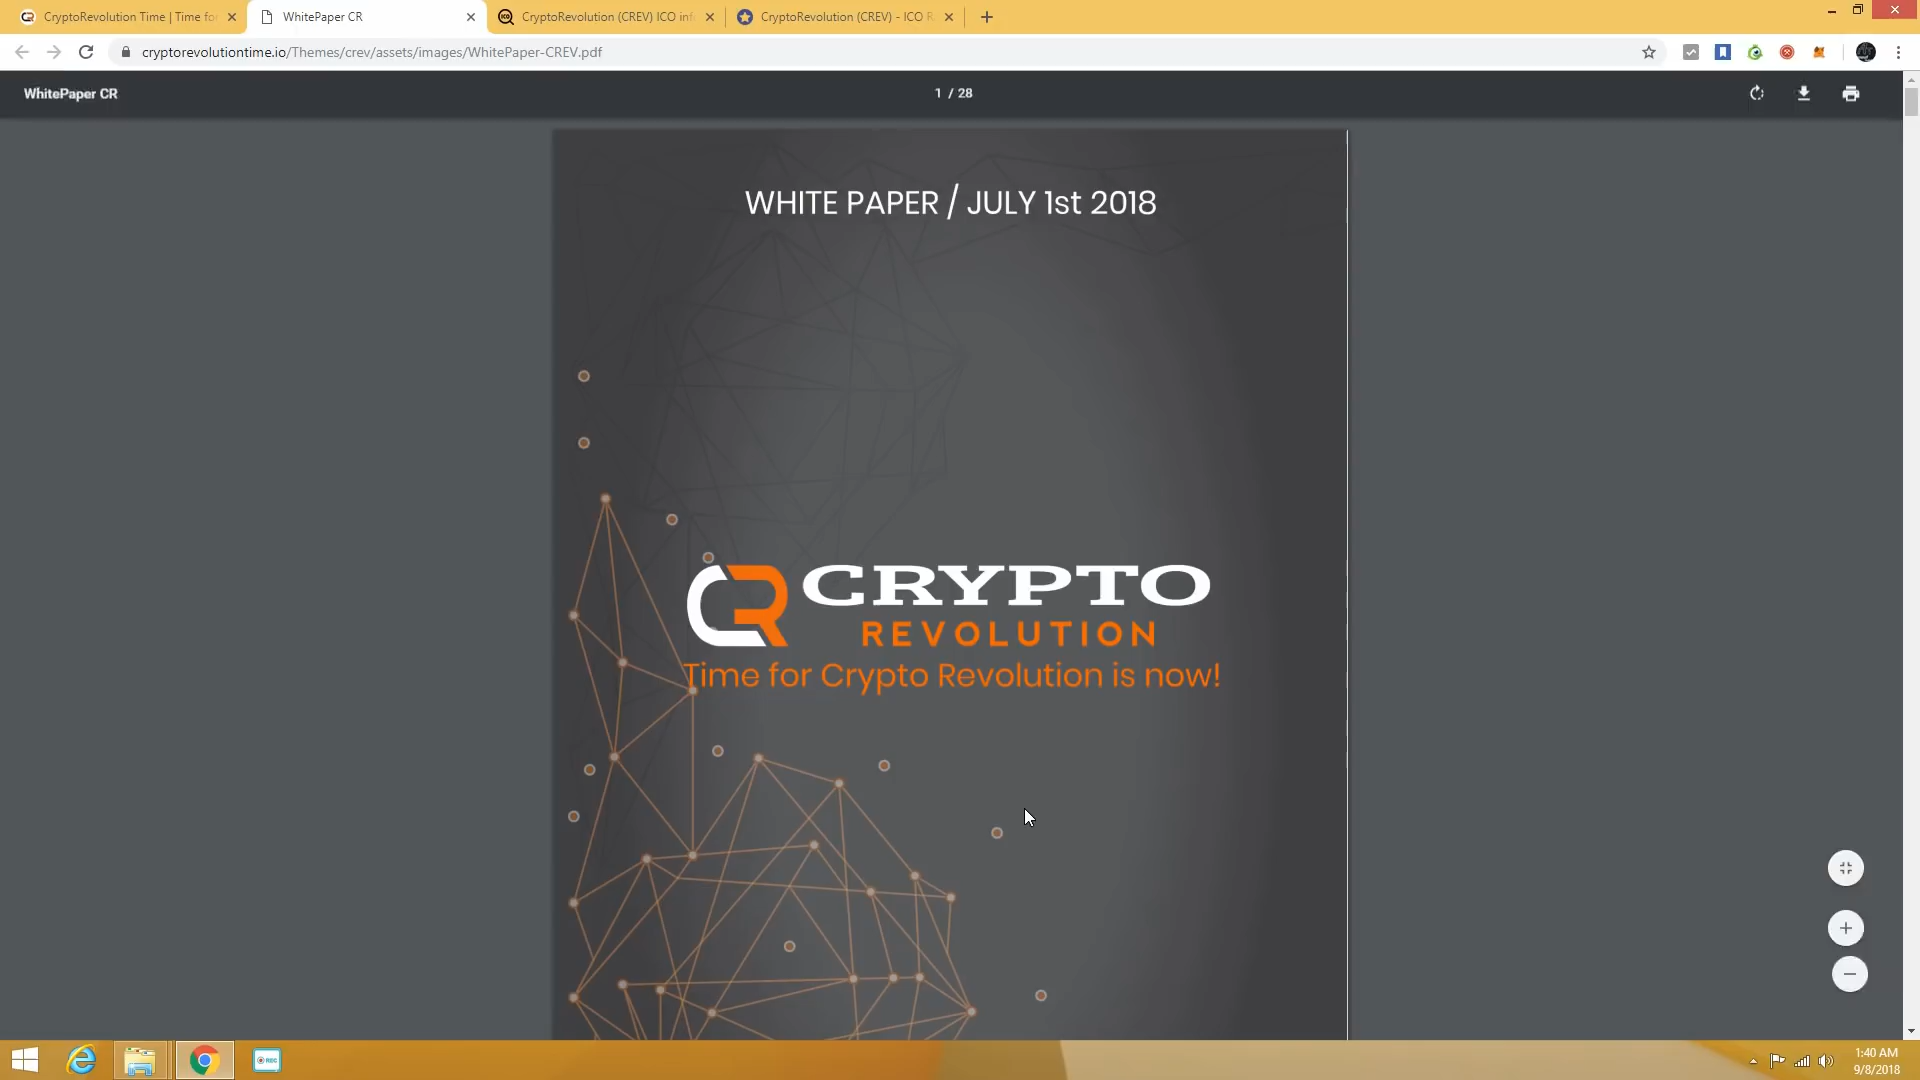 CryptoRevolution Time | Time fo
WhitePaper CR
CryptoRevolution (CREV) ICO inf
CryptoRevolution (CREV) - ICO R
cryptorevolutiontime.io/Themes/crev/assets/images/WhitePaper-CREV.pdf
WhitePaper CR
1 / 28
WHITE PAPER / JULY 1st 2018
CR CRYPTO
REVOLUTION
Time for Crypto Revolution is now!
REC
1:40 AM
9/8/2018